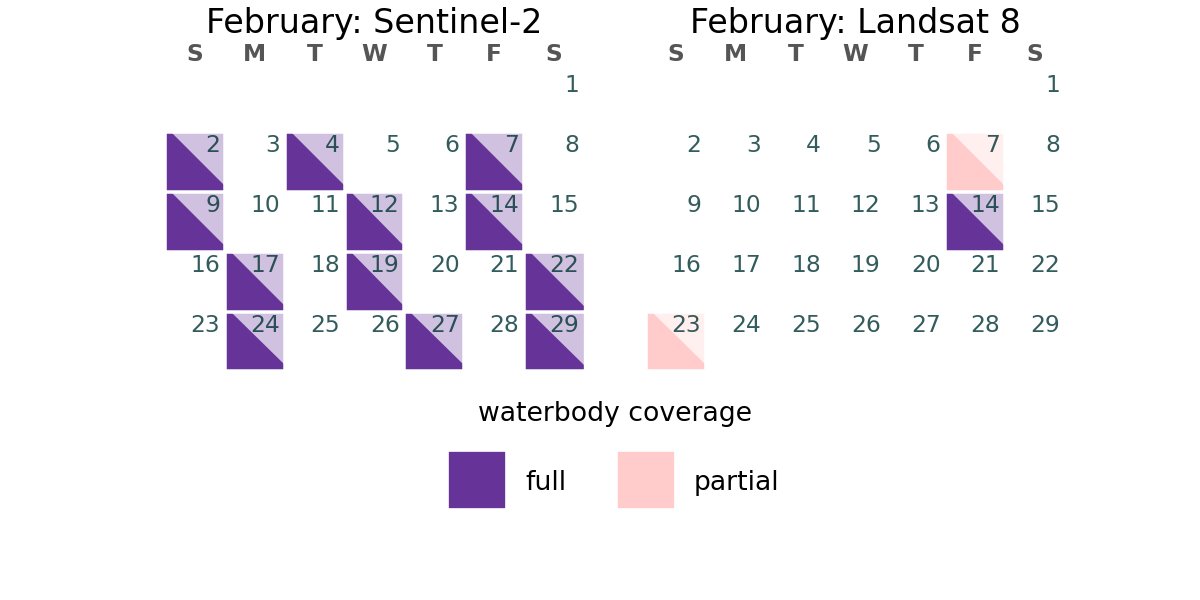 February: Sentinel-2
S M T W T F S
1
2 3 4 5 6 7 8
9 10 11 12 13 14 15
16 17 18 19 20 21 22
23 24 25 26 27 28 29
February: Landsat 8
S M T W T F S
1
2 3 4 5 6 7 8
9 10 11 12 13 14 15
16 17 18 19 20 21 22
23 24 25 26 27 28 29
waterbody coverage
full
partial